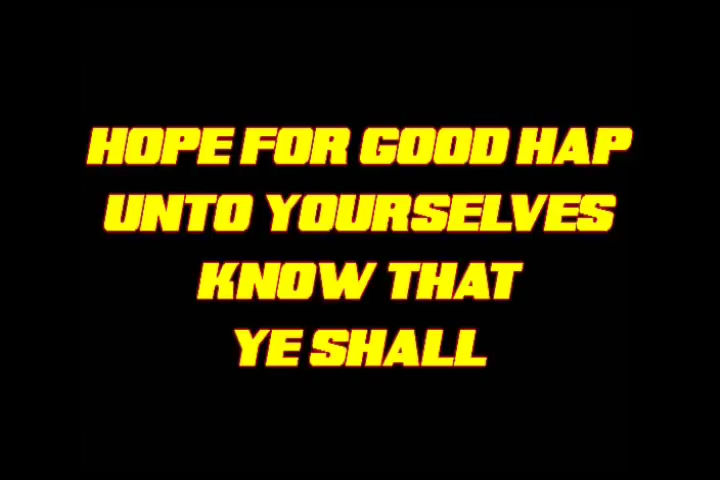 HOPE FOR GOOD HAP
UNTO YOURSELVES
KNOW THAT
YE SHALL